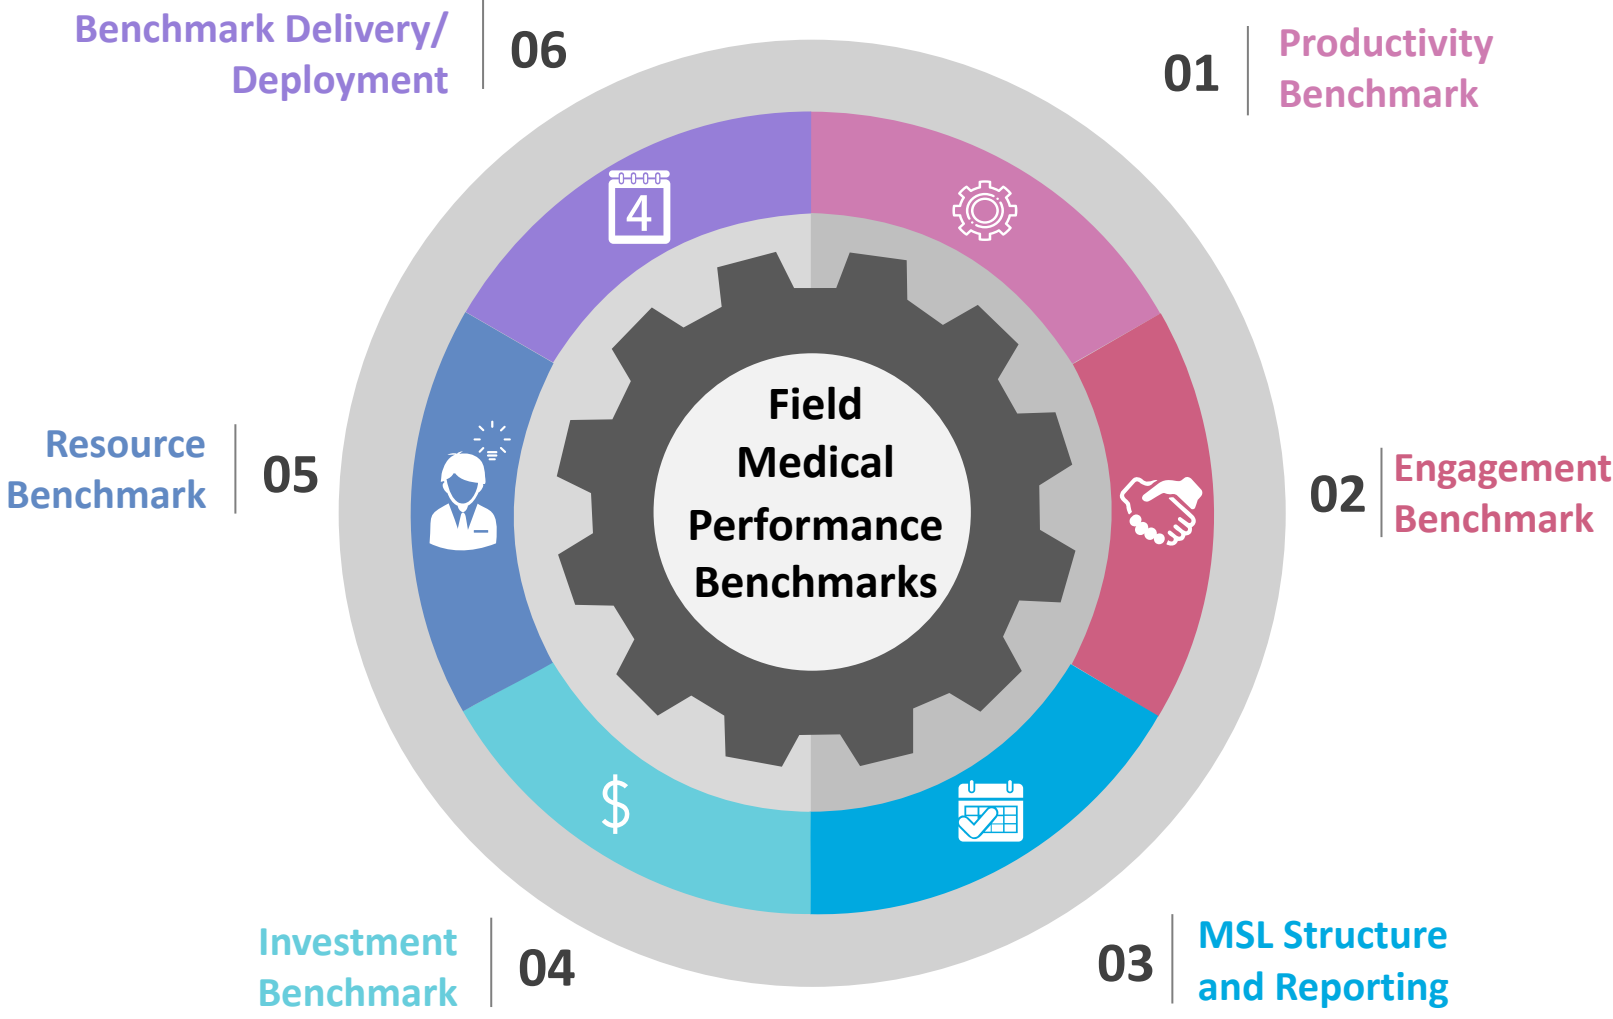 01
Productivity
Benchmark
02
Engagement
Benchmark
03
MSL Structure
and Reporting
04
Investment
Benchmark
05
Resource
Benchmark
06
Benchmark Delivery/
Deployment
4
$
Field
Medical
Performance
Benchmarks